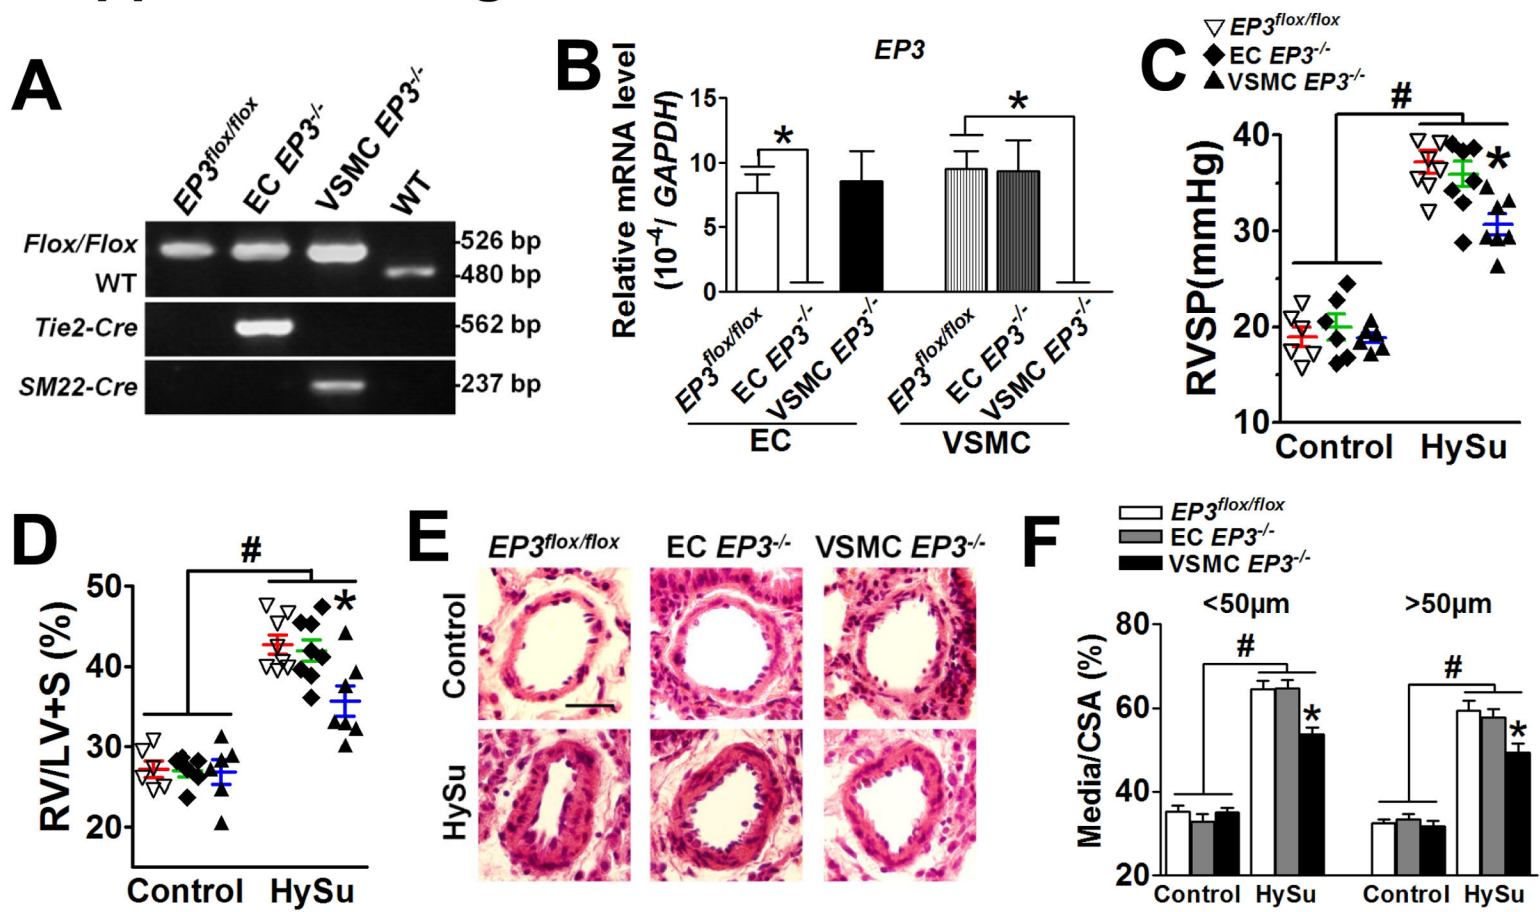 A
EP3flox/flox
EC EP3-/-
VSMC EP3-/-
WT
Flox/Flox
WT
Tie2-Cre
SM22-Cre
-526 bp
-480 bp
-562 bp
-237 bp
B
EP3
Relative mRNA level
(10-4/ GAPDH)
15
10
5
0
*
*
EP3flox/flox
EC EP3-/-
VSMC EP3-/-
EP3flox/flox
EC EP3-/-
VSMC EP3-/-
EC
VSMC
C
EP3flox/flox
EC EP3-/-
VSMC EP3-/-
#
*
RVSP(mmHg)
40
30
20
10
Control
HySu
D
#
*
RV/LV+S (%)
50
40
30
20
Control
HySu
E
EP3flox/flox
EC EP3-/-
VSMC EP3-/-
Control
HySu
F
EP3flox/flox
EC EP3-/-
VSMC EP3-/-
<50μm
>50μm
Media/CSA (%)
80
60
40
20
#
*
#
*
Control
HySu
Control
HySu